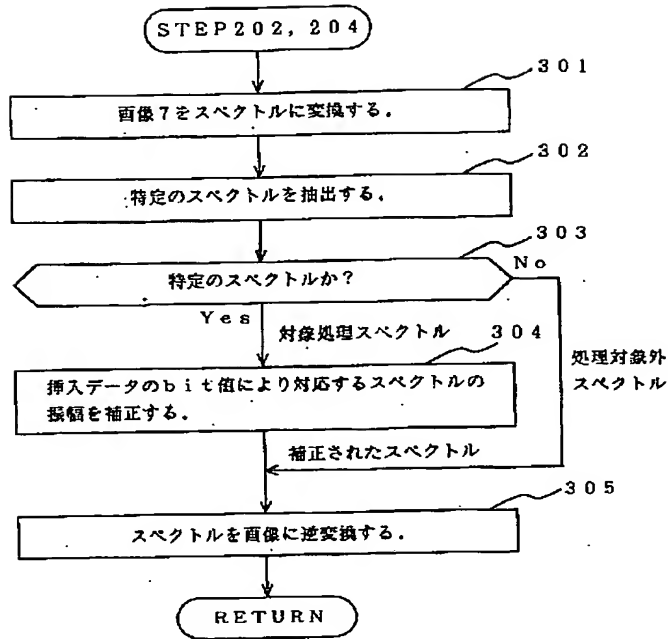 STEP202, 204
301
画像7をスペクトルに変換する.
302
特定のスペクトルを抽出する.
303
特定のスペクトルか?
No
Yes
対象処理スペクトル
304
処理対象外
スペクトル
挿入データのbit値により対応するスペクトルの
振幅を補正する.
補正されたスペクトル
305
スペクトルを画像に逆変換する.
RETURN